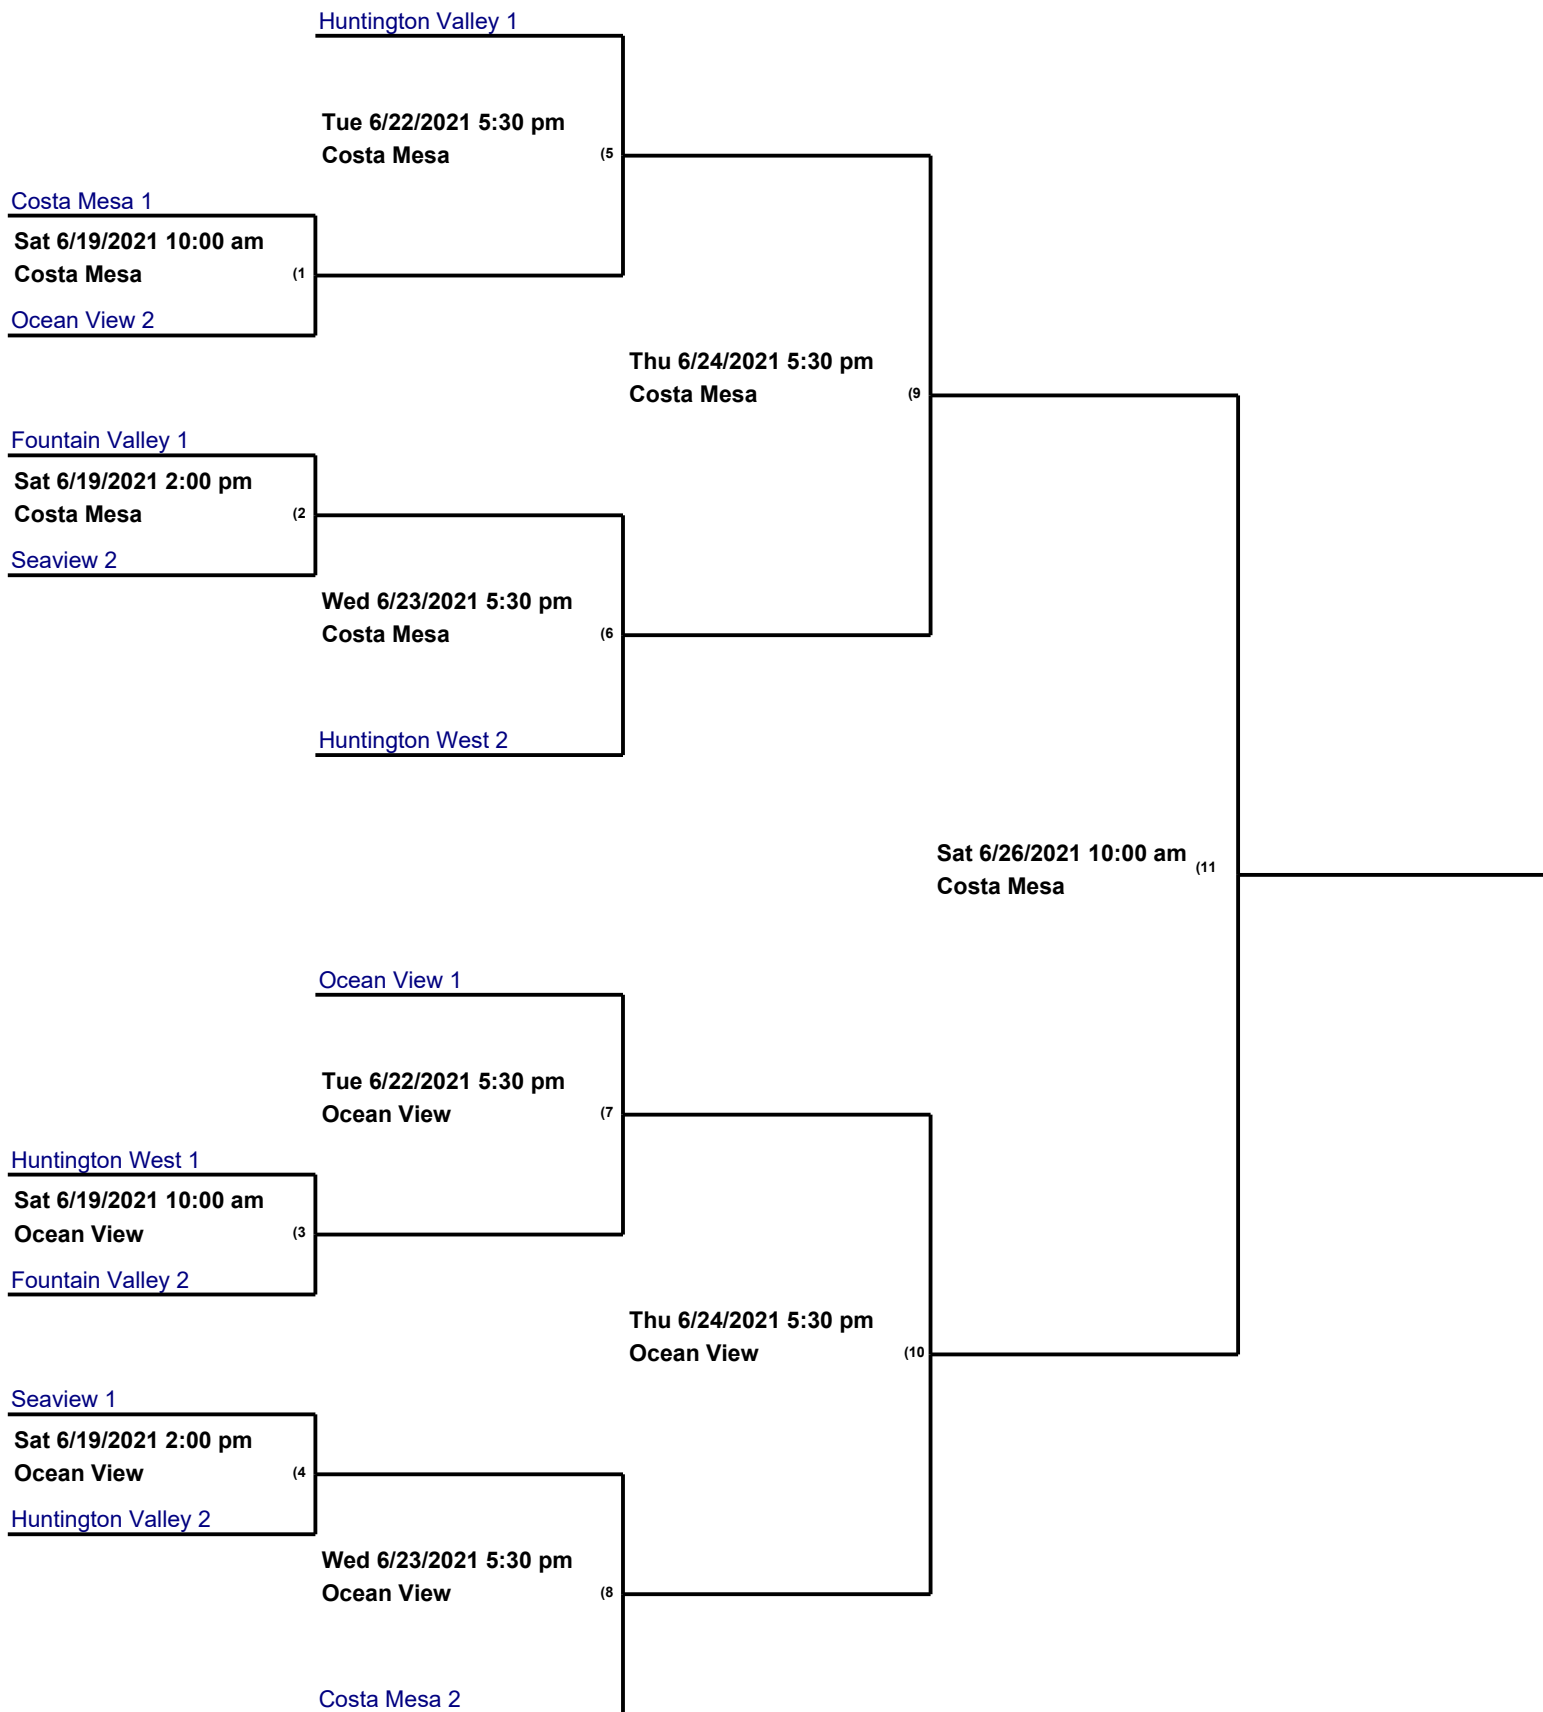 Huntington Valley 1
Tue 6/22/2021 5:30 pm
Costa Mesa (5
Costa Mesa 1
Sat 6/19/2021 10:00 am
Costa Mesa (1
Ocean View 2
Thu 6/24/2021 5:30 pm
Costa Mesa (9
Fountain Valley 1
Sat 6/19/2021 2:00 pm
Costa Mesa (2
Seaview 2
Wed 6/23/2021 5:30 pm
Costa Mesa (6
Huntington West 2
Sat 6/26/2021 10:00 am (11
Costa Mesa
Ocean View 1
Tue 6/22/2021 5:30 pm
Ocean View (7
Huntington West 1
Sat 6/19/2021 10:00 am
Ocean View (3
Fountain Valley 2
Thu 6/24/2021 5:30 pm
Ocean View (10
Seaview 1
Sat 6/19/2021 2:00 pm
Ocean View (4
Huntington Valley 2
Wed 6/23/2021 5:30 pm
Ocean View (8
Costa Mesa 2